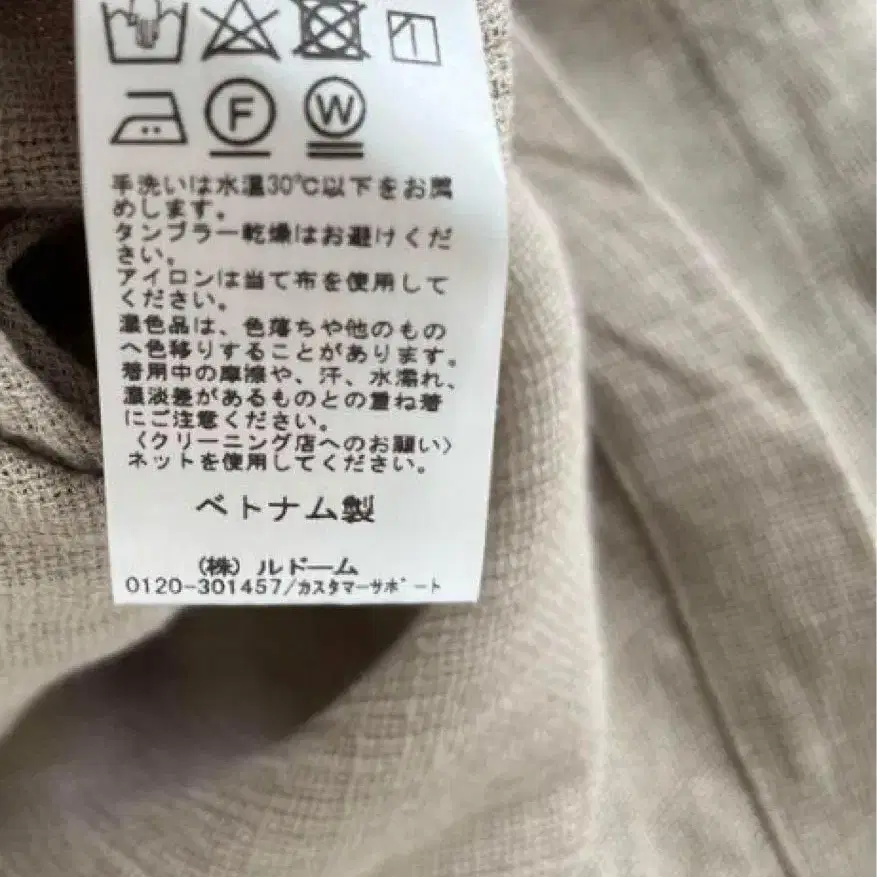 F W
手洗いは水温30℃以下をお薦
めします。
タンブラー乾燥はお避けくだ
さい。
アイロンは当て布を使用して
ください。
濃色品は、色落ちや他のもの
へ色移りすることがあります。
着用中の摩擦や、汗、水濡れ、
濃淡差があるものとの重ね着
にご注意ください。
〈クリーニング店へのお願い〉
ネットを使用してください。
ベトナム製
(株) ルドーム
0120-301457/カスタマーサポート